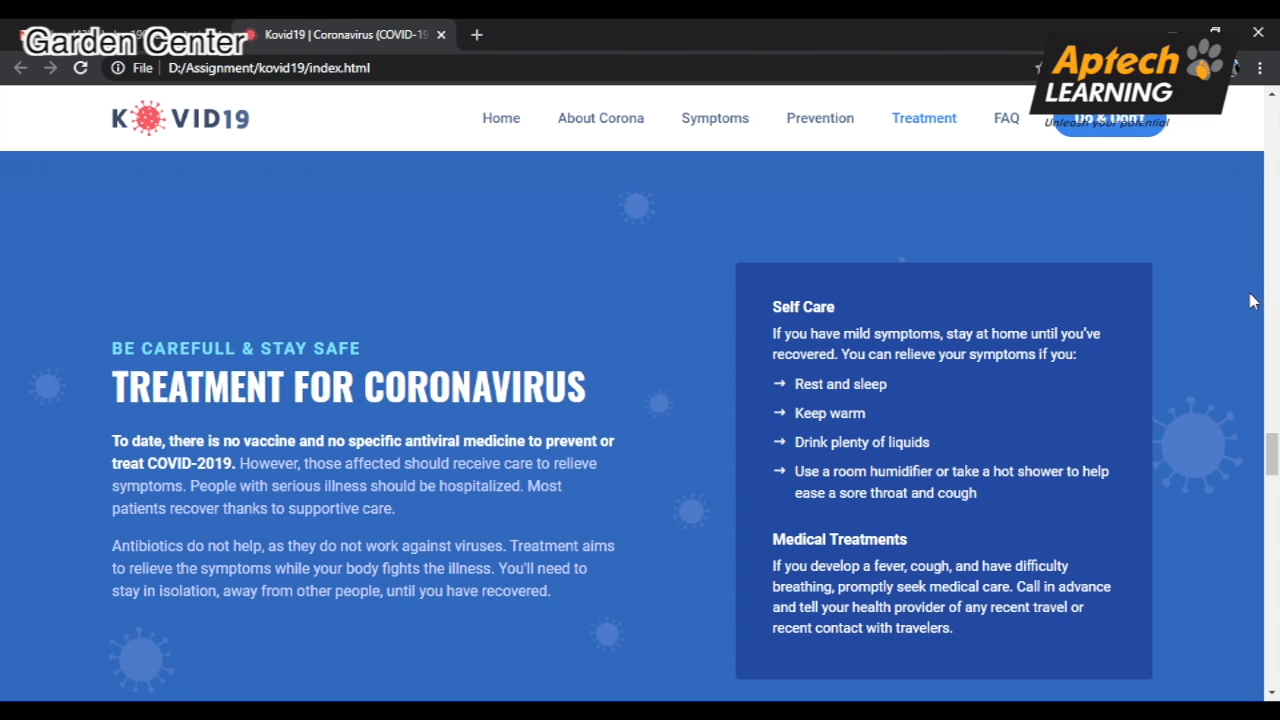 Garden Center
Kovid19 | Coronavirus (COVID-19
Aptech
LEARNING
Unleash your potential
File
D:/Assignment/kovid19/index.html
KOVID19
Home
About Corona
Symptoms
Prevention
Treatment
FAQ
Do & Don't
BE CAREFULL & STAY SAFE
TREATMENT FOR CORONAVIRUS
To date, there is no vaccine and no specific antiviral medicine to prevent or
treat COVID-2019. However, those affected should receive care to relieve
symptoms. People with serious illness should be hospitalized. Most
patients recover thanks to supportive care.
Antibiotics do not help, as they do not work against viruses. Treatment aims
to relieve the symptoms while your body fights the illness. You'll need to
stay in isolation, away from other people, until you have recovered.
Self Care
If you have mild symptoms, stay at home until you've
recovered. You can relieve your symptoms if you:
→ Rest and sleep
→ Keep warm
→ Drink plenty of liquids
→ Use a room humidifier or take a hot shower to help
ease a sore throat and cough
Medical Treatments
If you develop a fever, cough, and have difficulty
breathing, promptly seek medical care. Call in advance
and tell your health provider of any recent travel or
recent contact with travelers.